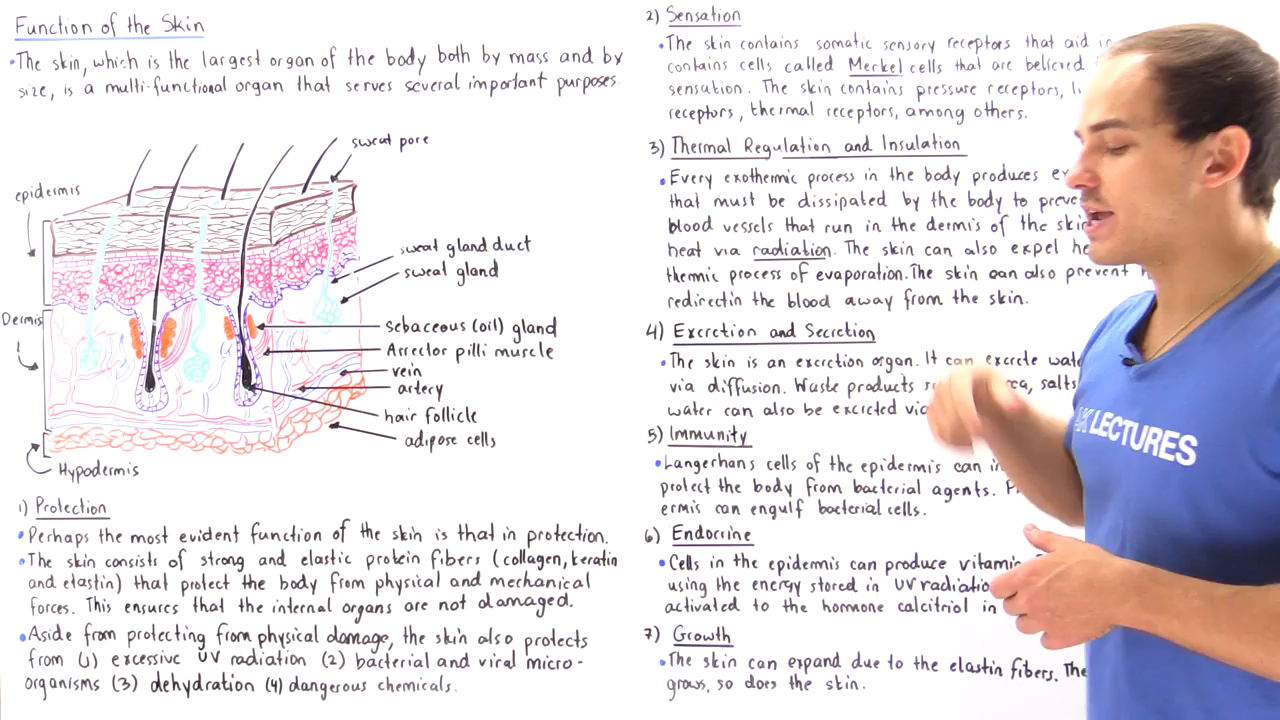 Function of the Skin
•The skin, which is the largest organ of the body both by mass and by
size, is a multi-functional organ that serves several important purposes.
sweat pore
epidermis
sweat gland duct
sweat gland
Dermis
Sebaceous (oil) gland
Arrector pilli muscle
vein
artery
hair follicle
adipose cells
Hypodermis
1) Protection
•Perhaps the most evident function of the skin is that in protection.
•The skin consists of strong and elastic protein fibers (collagen, keratin
and elastin) that protect the body from physical and mechanical
forces. This ensures that the internal organs are not damaged.
•Aside from protecting from physical damage, the skin also protects
from (1) excessive UV radiation (2) bacterial and viral micro-
organisms (3) dehydration (4) dangerous chemicals.
2) Sensation
•The skin contains somatic sensory receptors that aid in
contains cells called Merkel cells that are believed
sensation. The skin contains pressure receptors,
receptors, thermal receptors, among others.
3) Thermal Regulation and Insulation
•Every exothermic process in the body produces
that must be dissipated by the body to
blood vessels that run in the dermis of the
heat via radiation. The skin can also expel
thermic process of evaporation. The skin can also prevent
redirectin the blood away from the skin.
4) Excretion and Secretion
•The skin is an excretion organ. It can excrete
via diffusion. Waste products salts
water can also be excreted
5) Immunity
•Langerhans cells of the epidermis can
protect the body from bacterial agents.
ermis can engulf bacterial cells.
6) Endocrine
•Cells in the epidermis can produce vitamin
using the energy stored in UV radiation
activated to the hormone calcitriol in
7) Growth
•The skin can expand due to the elastin fibers. The
grows, so does the skin.
LECTURES